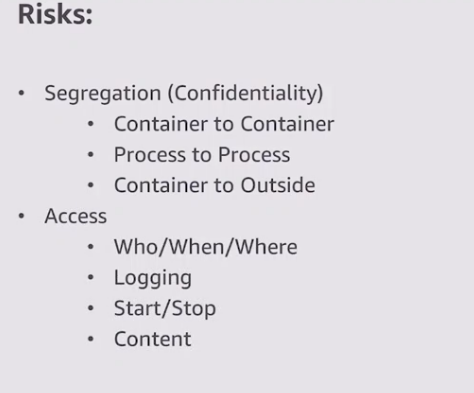 Risks:
• Segregation (Confidentiality)
• Container to Container
• Process to Process
• Container to Outside
• Access
• Who/When/Where
• Logging
• Start/Stop
• Content